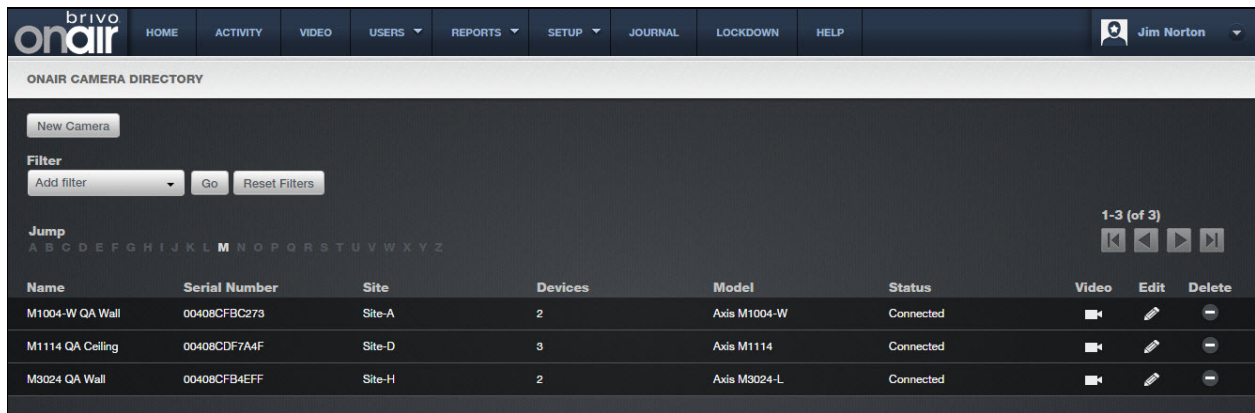 brivo
onair
HOME ACTIVITY VIDEO USERS REPORTS SETUP JOURNAL LOCKDOWN HELP Jim Norton
ONAIR CAMERA DIRECTORY
New Camera
Filter
Add filter Go Reset Filters
1-3 (of 3)
Jump
A B C D E F G H I J K L M N O P Q R S T U V W X Y Z
Name Serial Number Site Devices Model Status Video Edit Delete
M1004-W QA Wall 00408CFBC273 Site-A 2 Axis M1004-W Connected
M1114 QA Ceiling 00408CDF7A4F Site-D 3 Axis M1114 Connected
M3024 QA Wall 00408CFB4EFF Site-H 2 Axis M3024-L Connected